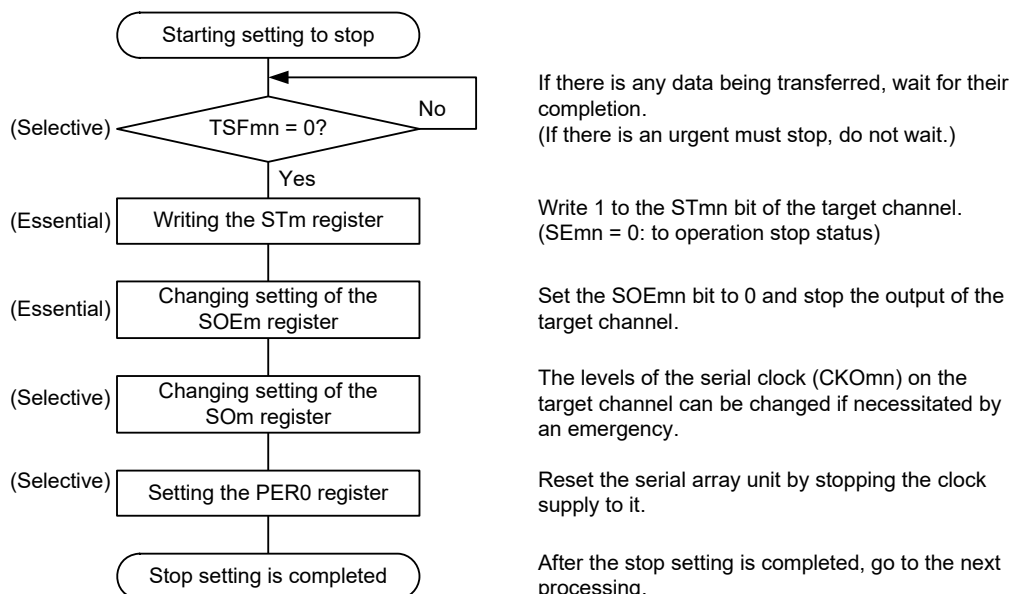 Starting setting to stop
If there is any data being transferred, wait for their
completion.
(If there is an urgent must stop, do not wait.)
No
(Selective)
TSFmn = 0?
Yes
(Essential)
Writing the STm register
Write 1 to the STmn bit of the target channel.
(SEmn = 0: to operation stop status)
(Essential)
Changing setting of the
SOEm register
Set the SOEmn bit to 0 and stop the output of the
target channel.
(Selective)
Changing setting of the
SOm register
The levels of the serial clock (CKOmn) on the
target channel can be changed if necessitated by
an emergency.
(Selective)
Setting the PER0 register
Reset the serial array unit by stopping the clock
supply to it.
Stop setting is completed
After the stop setting is completed, go to the next
processing.